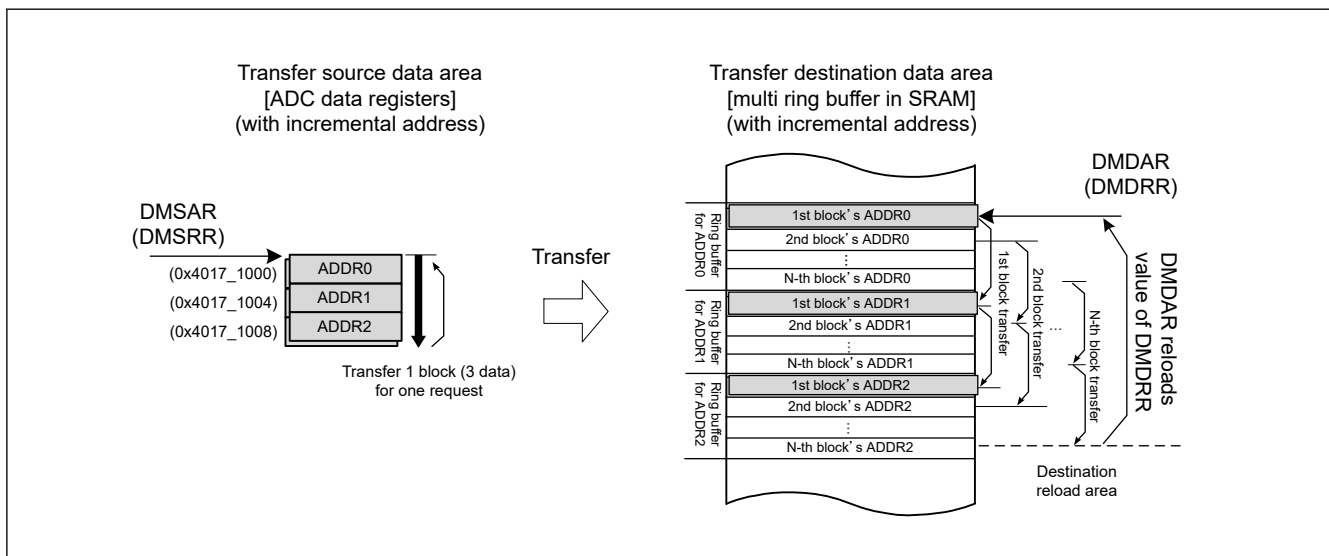 Transfer source data area
[ADC data registers]
(with incremental address)
DMSAR
(DMSRR)
(0x4017_1000)
(0x4017_1004)
(0x4017_1008)
ADDR0
ADDR1
ADDR2
Transfer 1 block (3 data)
for one request
Transfer
Transfer destination data area
[multi ring buffer in SRAM]
(with incremental address)
Ring buffer
for ADDR0
1st block's ADDR0
2nd block's ADDR0
⋮
N-th block's ADDR0
Ring buffer
for ADDR1
1st block's ADDR1
2nd block's ADDR1
⋮
N-th block's ADDR1
Ring buffer
for ADDR2
1st block's ADDR2
2nd block's ADDR2
⋮
N-th block's ADDR2
1st block transfer
2nd block transfer
...
N-th block transfer
DMDAR
(DMDRR)
DMDAR reloads
value of DMDRR
Destination
reload area